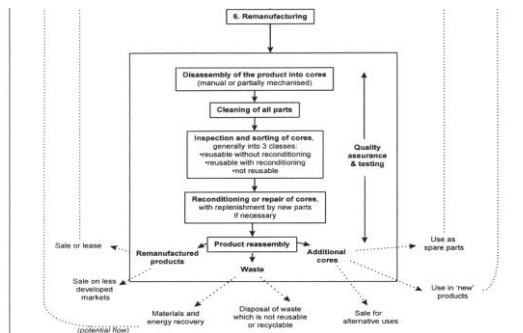 6. Remanufacturing
Disassembly of the product into cores
(manual or partially mechanised)
Cleaning of all parts
Inspection and sorting of cores,
generally into 3 classes:
•reusable without reconditioning
•reusable with reconditioning
•not reusable
Quality
assurance
& testing
Reconditioning or repair of cores,
with replenishment by new parts
if necessary
Product reassembly
Sale or lease
Remanufactured
products
Additional
cores
Use as
spare parts
Waste
Sale on less
developed
markets
Use in 'new'
products
Materials and
energy recovery
Disposal of waste
which is not reusable
or recyclable
Sale for
alternative uses
(potential flow)